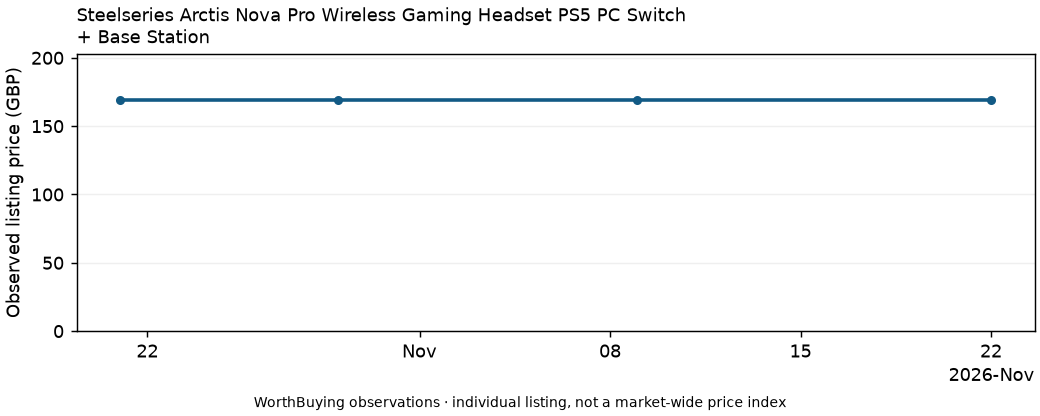 Steelseries Arctis Nova Pro Wireless Gaming Headset PS5 PC Switch
+ Base Station
Observed listing price (GBP)
200
150
100
50
0
22
Nov
08
15
22
2026-Nov
WorthBuying observations · individual listing, not a market-wide price index